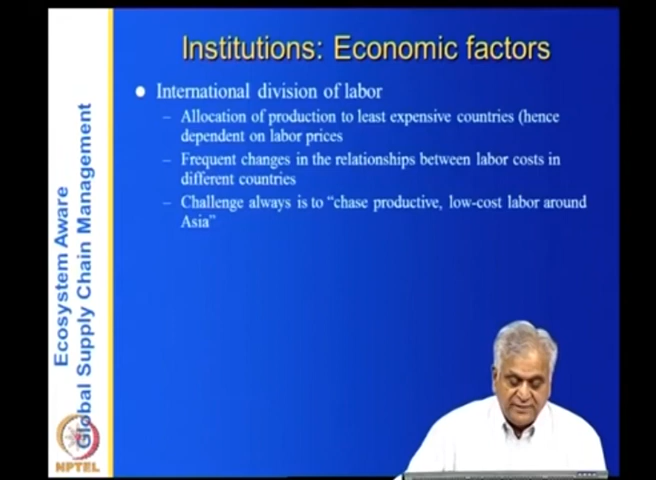 Institutions: Economic factors
International division of labor
– Allocation of production to least expensive countries (hence
dependent on labor prices
– Frequent changes in the relationships between labor costs in
different countries
– Challenge always is to “chase productive, low-cost labor around
Asia”
Ecosystem Aware
Global Supply Chain Management
NPTEL